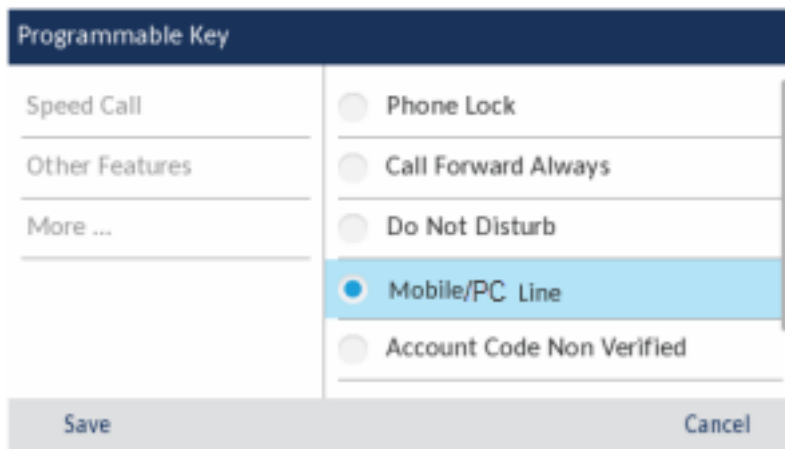 Programmable Key
Speed Call
Other Features
More ...
Phone Lock
Call Forward Always
Do Not Disturb
Mobile/PC Line
Account Code Non Verified
Save
Cancel